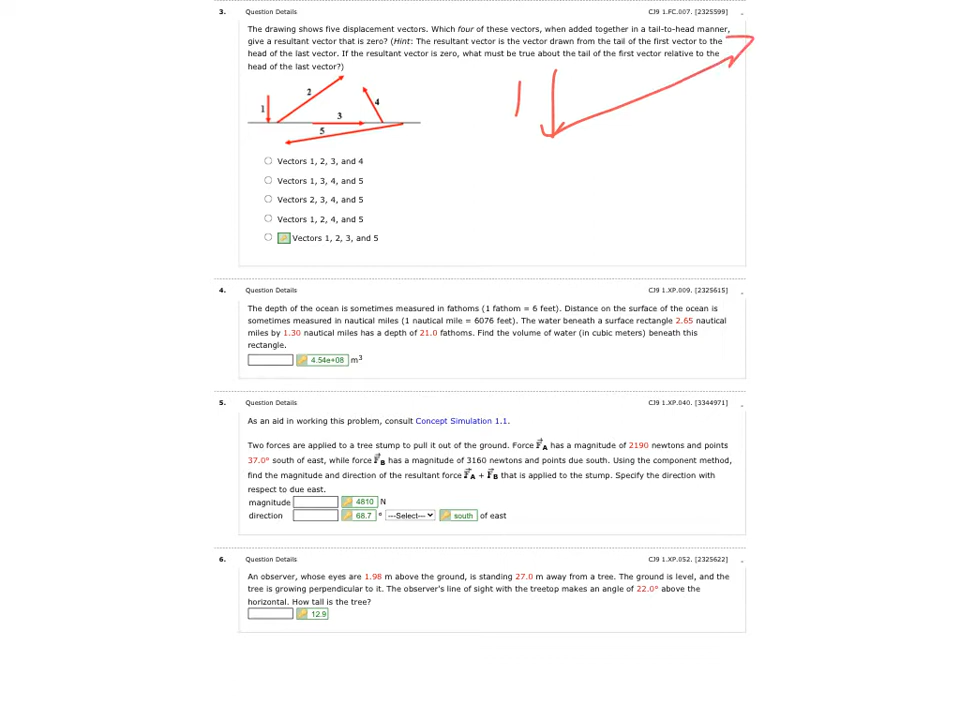 3. Question Details CJ9 1.FC.007. [2325599]
The drawing shows five displacement vectors. Which four of these vectors, when added together in a tail-to-head manner,
give a resultant vector that is zero? (Hint: The resultant vector is the vector drawn from the tail of the first vector to the
head of the last vector. If the resultant vector is zero, what must be true about the tail of the first vector relative to the
head of the last vector?)
2
1
4
3
5
1
Vectors 1, 2, 3, and 4
Vectors 1, 3, 4, and 5
Vectors 2, 3, 4, and 5
Vectors 1, 2, 4, and 5
Vectors 1, 2, 3, and 5
4. Question Details CJ9 1.XP.009. [2325615]
The depth of the ocean is sometimes measured in fathoms (1 fathom = 6 feet). Distance on the surface of the ocean is
sometimes measured in nautical miles (1 nautical mile = 6076 feet). The water beneath a surface rectangle 2.65 nautical
miles by 1.30 nautical miles has a depth of 21.0 fathoms. Find the volume of water (in cubic meters) beneath this
rectangle.
4.54e+08 m3
5. Question Details CJ9 1.XP.040. [3344971]
As an aid in working this problem, consult Concept Simulation 1.1.
Two forces are applied to a tree stump to pull it out of the ground. Force F⃗A has a magnitude of 2190 newtons and points
37.0° south of east, while force F⃗B has a magnitude of 3160 newtons and points due south. Using the component method,
find the magnitude and direction of the resultant force F⃗A + F⃗B that is applied to the stump. Specify the direction with
respect to due east.
magnitude 4810 N
direction 68.7 ° ---Select--- south of east
6. Question Details CJ9 1.XP.052. [2325622]
An observer, whose eyes are 1.98 m above the ground, is standing 27.0 m away from a tree. The ground is level, and the
tree is growing perpendicular to it. The observer's line of sight with the treetop makes an angle of 22.0° above the
horizontal. How tall is the tree?
12.9